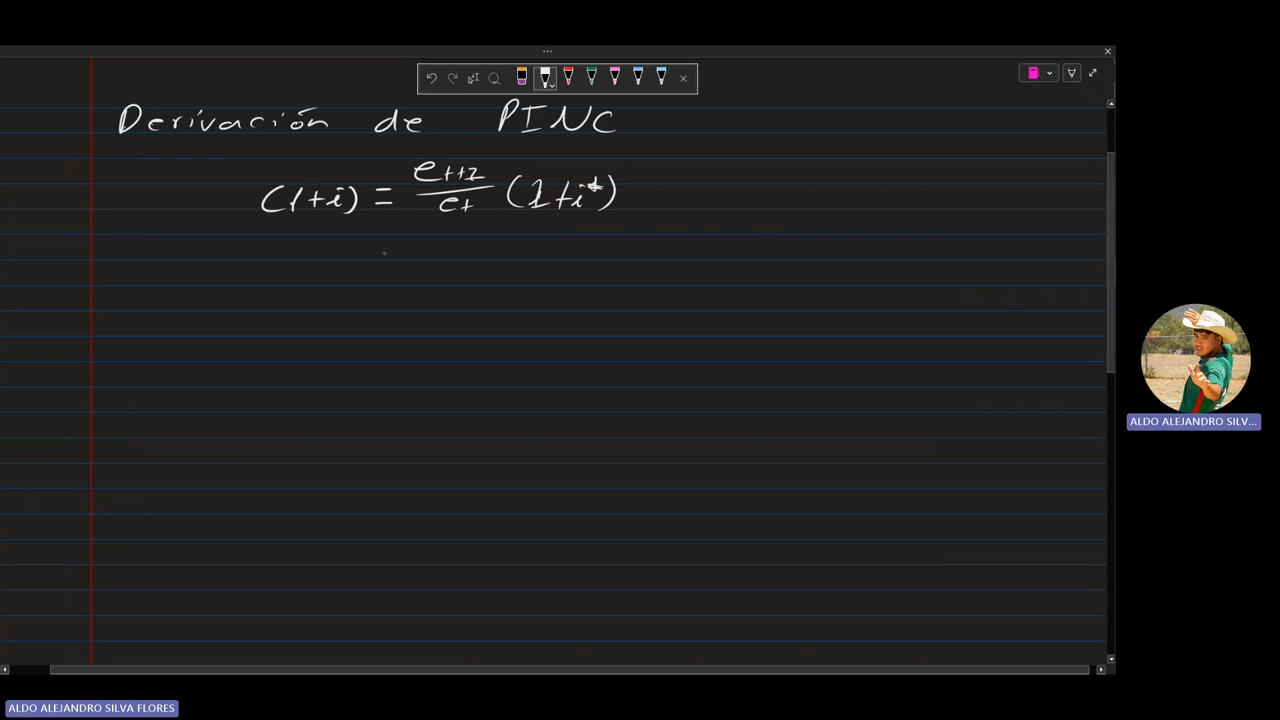 Derivación de PINC
(1+i) = e_{t+1}/e_t (1+i*)
ALDO ALEJANDRO SILV...
ALDO ALEJANDRO SILVA FLORES